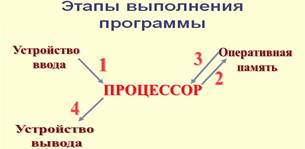 Этапы выполнения
программы
Устройство
ввода
1
3
Оперативная
память
2
ПРОЦЕССОР
4
Устройство
вывода